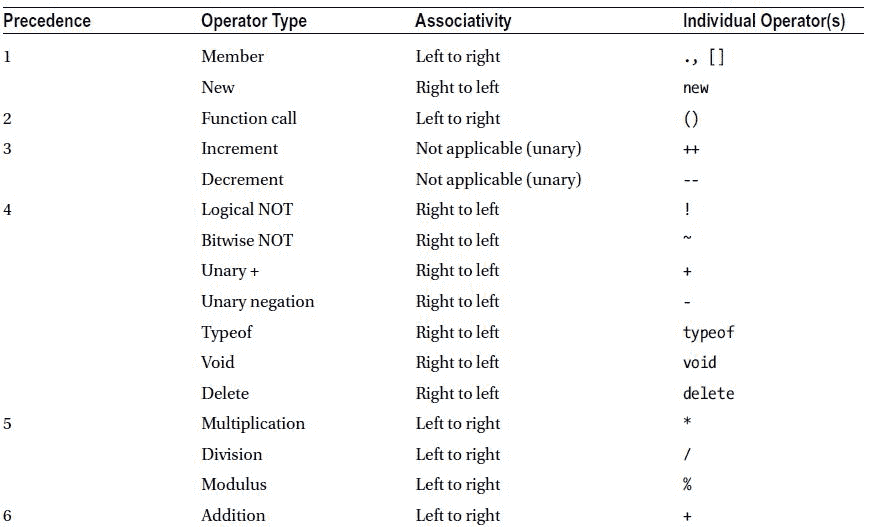 Precedence Operator Type Associativity Individual Operator(s)
1 Member Left to right ., []
New Right to left new
2 Function call Left to right ()
3 Increment Not applicable (unary) ++
Decrement Not applicable (unary) --
4 Logical NOT Right to left !
Bitwise NOT Right to left ~
Unary + Right to left +
Unary negation Right to left -
Typeof Right to left typeof
Void Right to left void
Delete Right to left delete
5 Multiplication Left to right *
Division Left to right /
Modulus Left to right %
6 Addition Left to right +